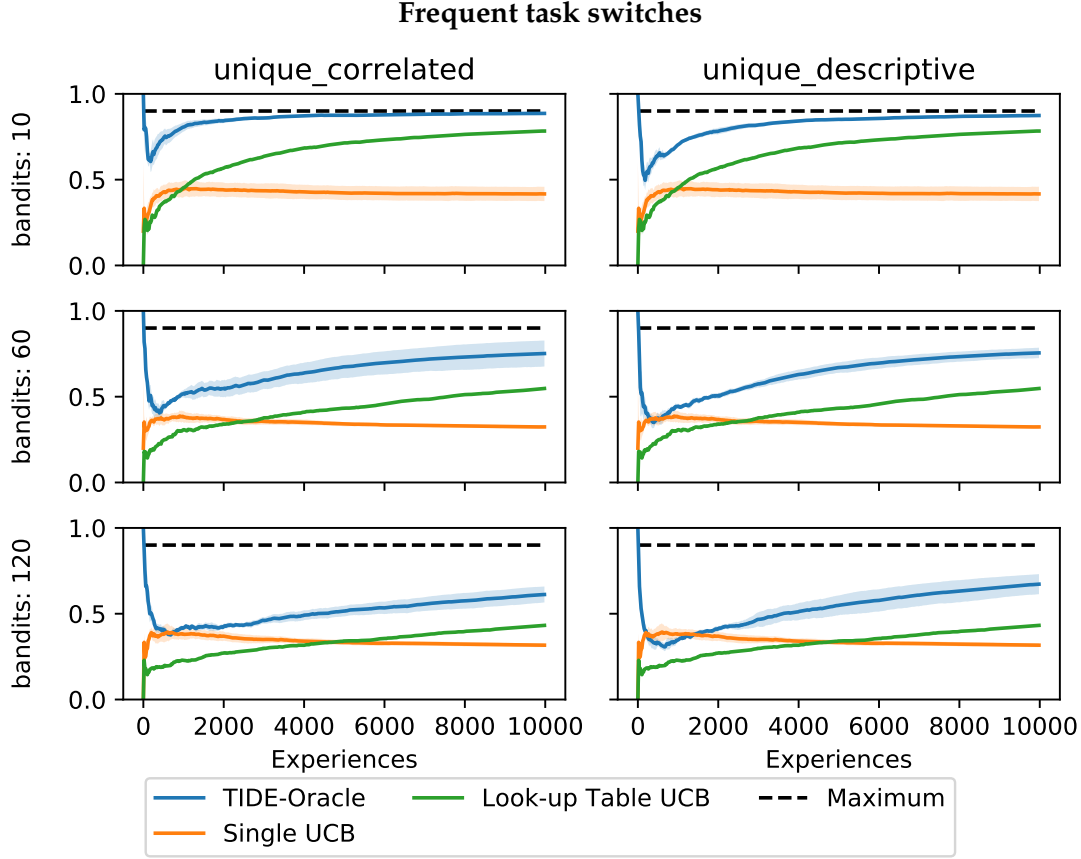 Frequent task switches
unique_correlated unique_descriptive
bandits: 10
1.0
0.5
0.0
bandits: 60
1.0
0.5
0.0
bandits: 120
1.0
0.5
0.0
0 2000 4000 6000 8000 10000 0 2000 4000 6000 8000 10000
Experiences Experiences
TIDE-Oracle Look-up Table UCB Maximum
Single UCB